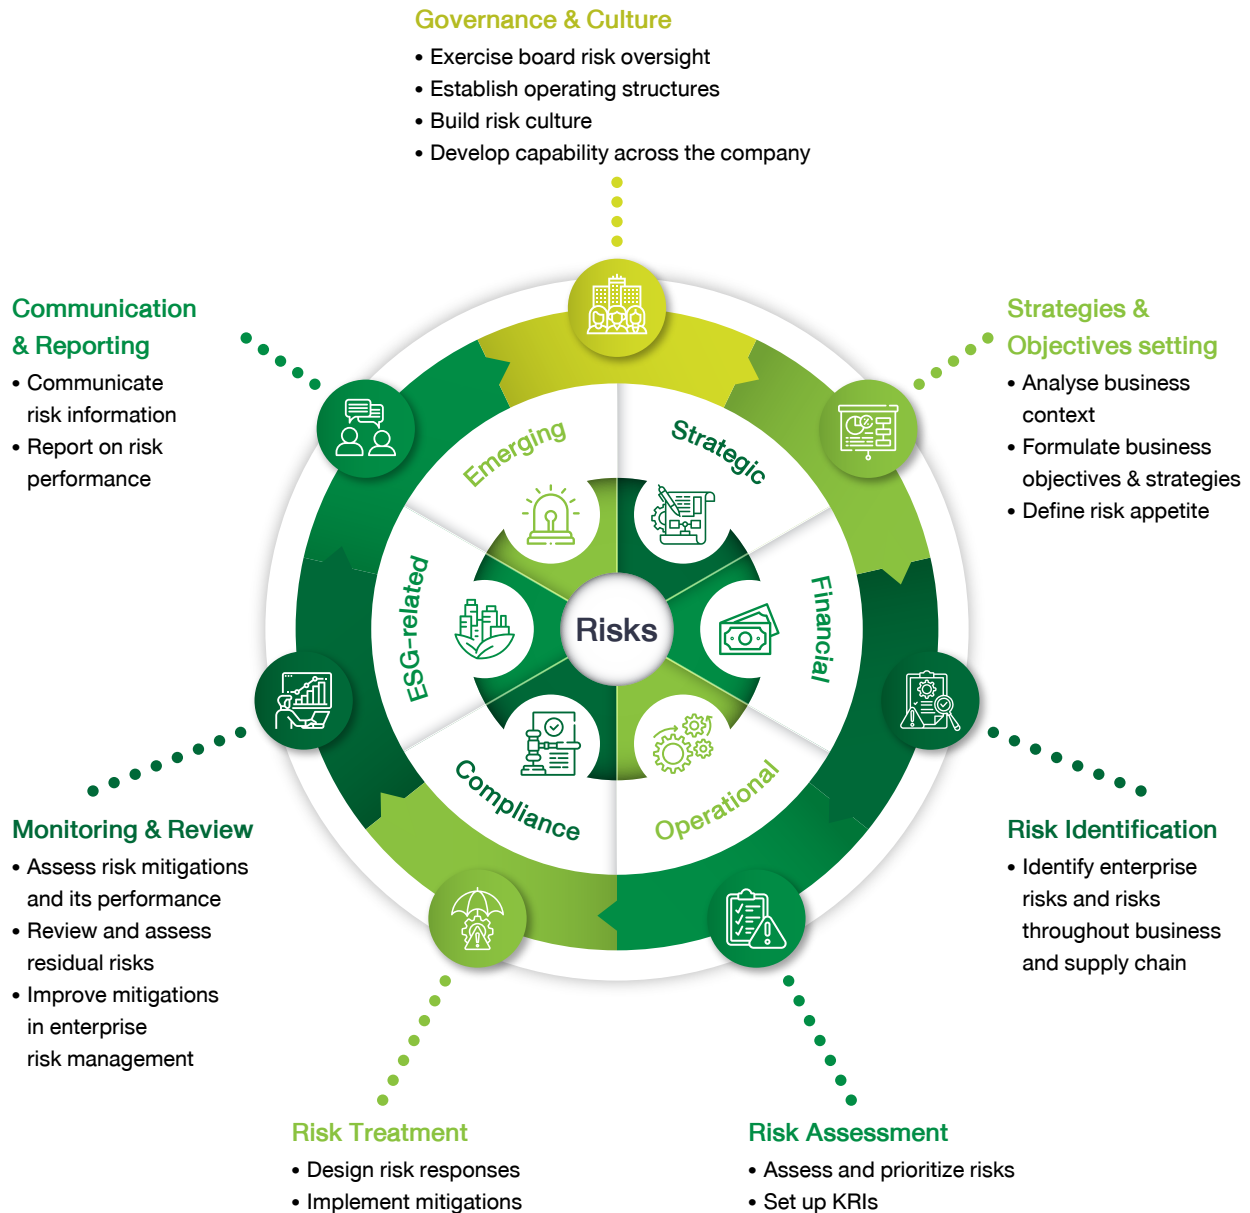 Governance & Culture
• Exercise board risk oversight
• Establish operating structures
• Build risk culture
• Develop capability across the company
Communication
& Reporting
• Communicate
risk information
• Report on risk
performance
Strategies &
Objectives setting
• Analyse business
context
• Formulate business
objectives & strategies
• Define risk appetite
Emerging
Strategic
ESG-related
Risks
Financial
Compliance
Operational
Monitoring & Review
• Assess risk mitigations
and its performance
• Review and assess
residual risks
• Improve mitigations
in enterprise
risk management
Risk Identification
• Identify enterprise
risks and risks
throughout business
and supply chain
Risk Treatment
• Design risk responses
• Implement mitigations
Risk Assessment
• Assess and prioritize risks
• Set up KRIs